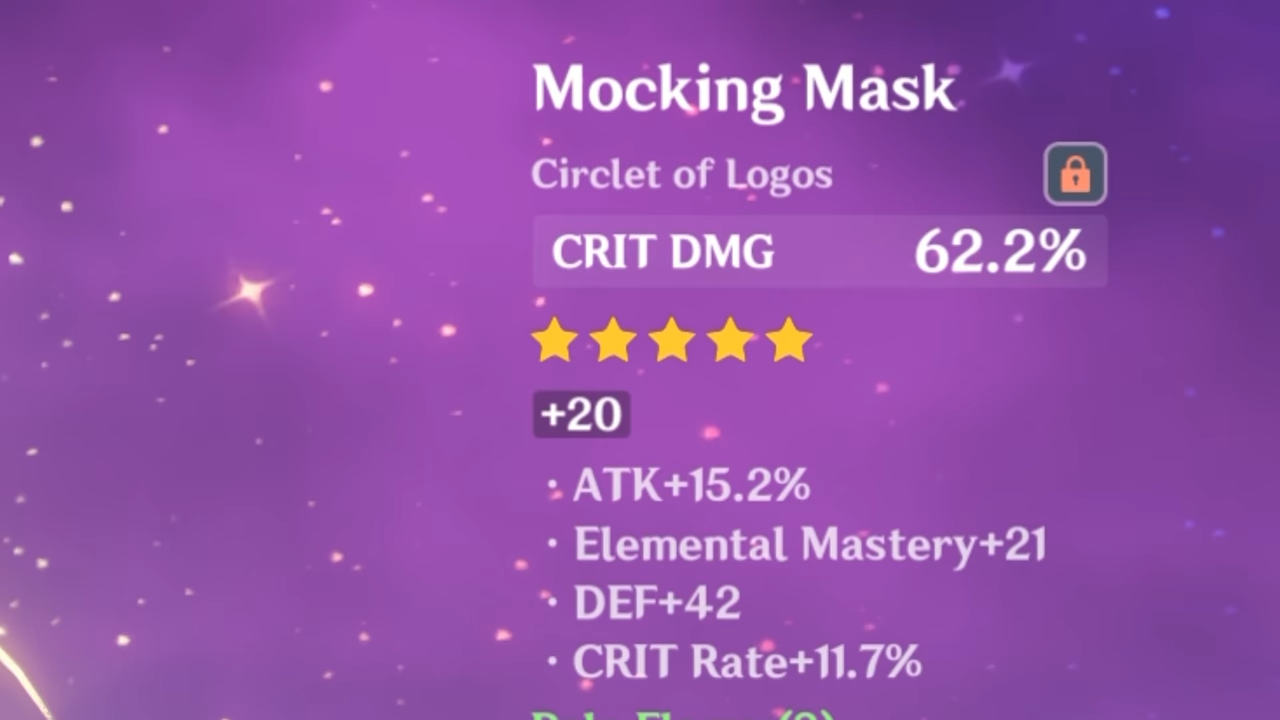 Mocking Mask
Circlet of Logos
CRIT DMG 62.2%
+20
· ATK+15.2%
· Elemental Mastery+21
· DEF+42
· CRIT Rate+11.7%